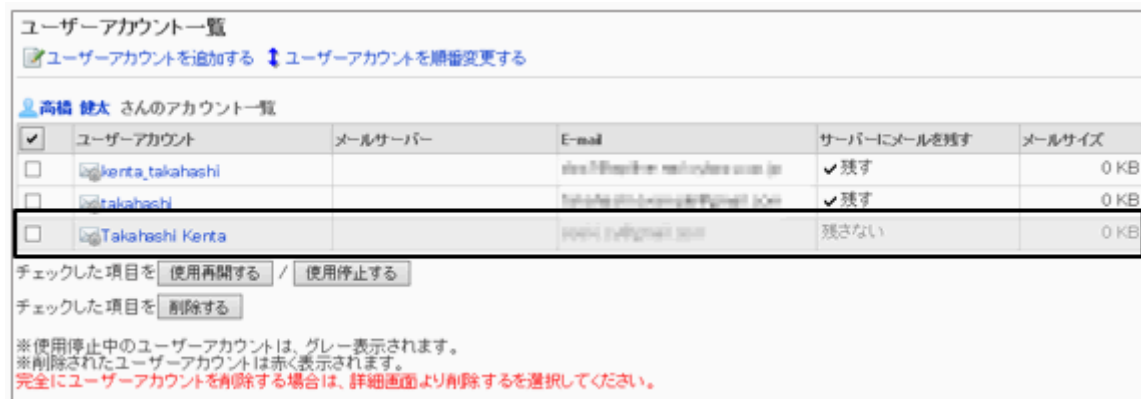 ユーザーアカウント一覧
ユーザーアカウントを追加する ユーザーアカウントを順番変更する
高橋 健太 さんのアカウント一覧
ユーザーアカウント メールサーバー E-mail サーバーにメールを残す メールサイズ
kenta_takahashi 残す 0 KB
takahashi 残す 0 KB
Takahashi Kenta 残さない 0 KB
チェックした項目を 使用再開する / 使用停止する
チェックした項目を 削除する
※使用停止中のユーザーアカウントは、グレー表示されます。
※削除されたユーザーアカウントは赤く表示されます。
完全にユーザーアカウントを削除する場合は、詳細画面より削除するを選択してください。